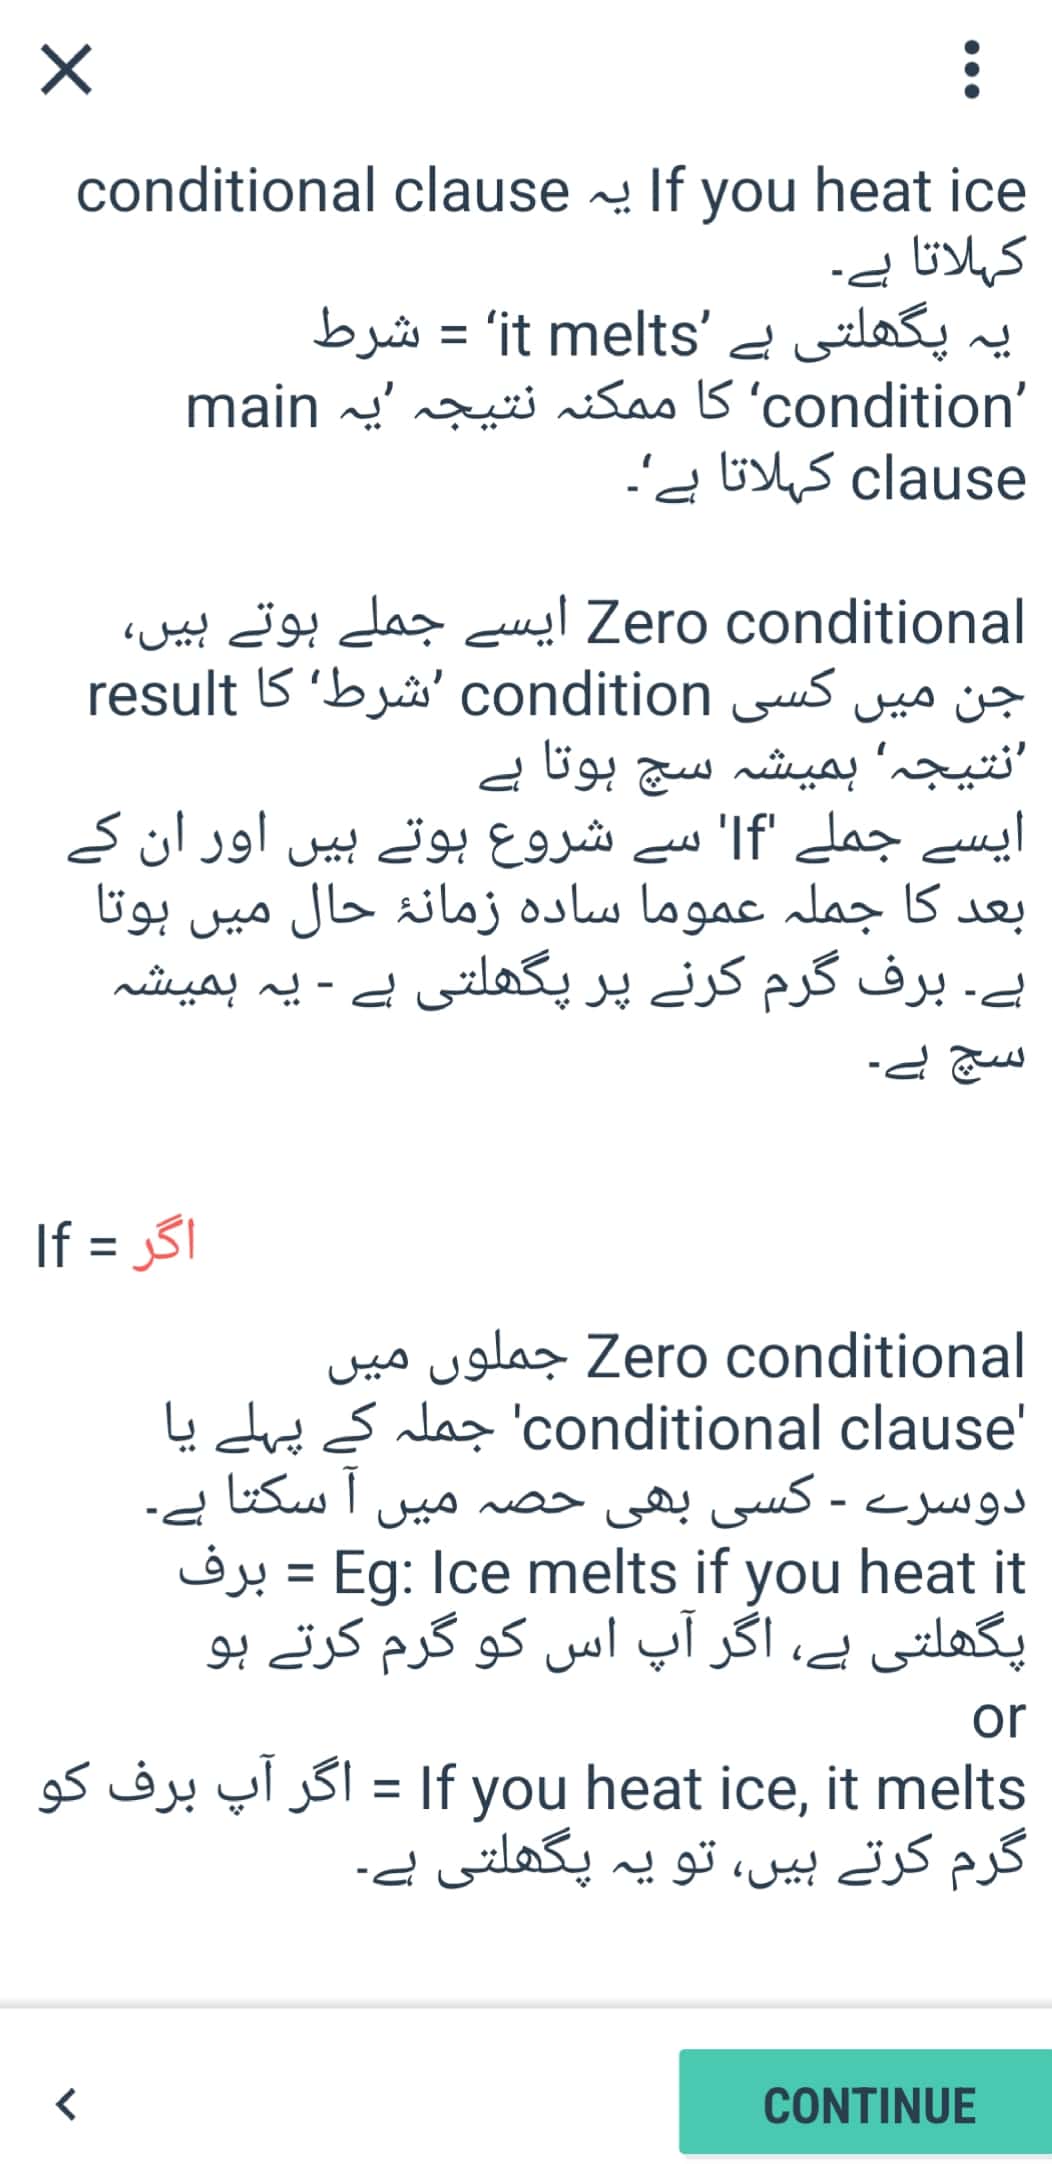 If you heat ice یہ conditional clause
کہلاتا ہے۔
یہ پگھلتی ہے ’it melts‘ = شرط
’condition‘ کا ممکنہ نتیجہ ’یہ main
clause کہلاتا ہے‘۔
Zero conditional ایسے جملے ہوتے ہیں،
جن میں کسی condition ’شرط‘ کا result
’نتیجہ‘ ہمیشہ سچ ہوتا ہے
ایسے جملے 'If' سے شروع ہوتے ہیں اور ان کے
بعد کا جملہ عموما سادہ زمانۂ حال میں ہوتا
ہے۔ برف گرم کرنے پر پگھلتی ہے - یہ ہمیشہ
سچ ہے۔
If = اگر
Zero conditional جملوں میں
'conditional clause' جملہ کے پہلے یا
دوسرے - کسی بھی حصہ میں آ سکتا ہے۔
Eg: Ice melts if you heat it = برف
پگھلتی ہے، اگر آپ اس کو گرم کرتے ہو
or
If you heat ice, it melts = اگر آپ برف کو
گرم کرتے ہیں، تو یہ پگھلتی ہے۔
CONTINUE